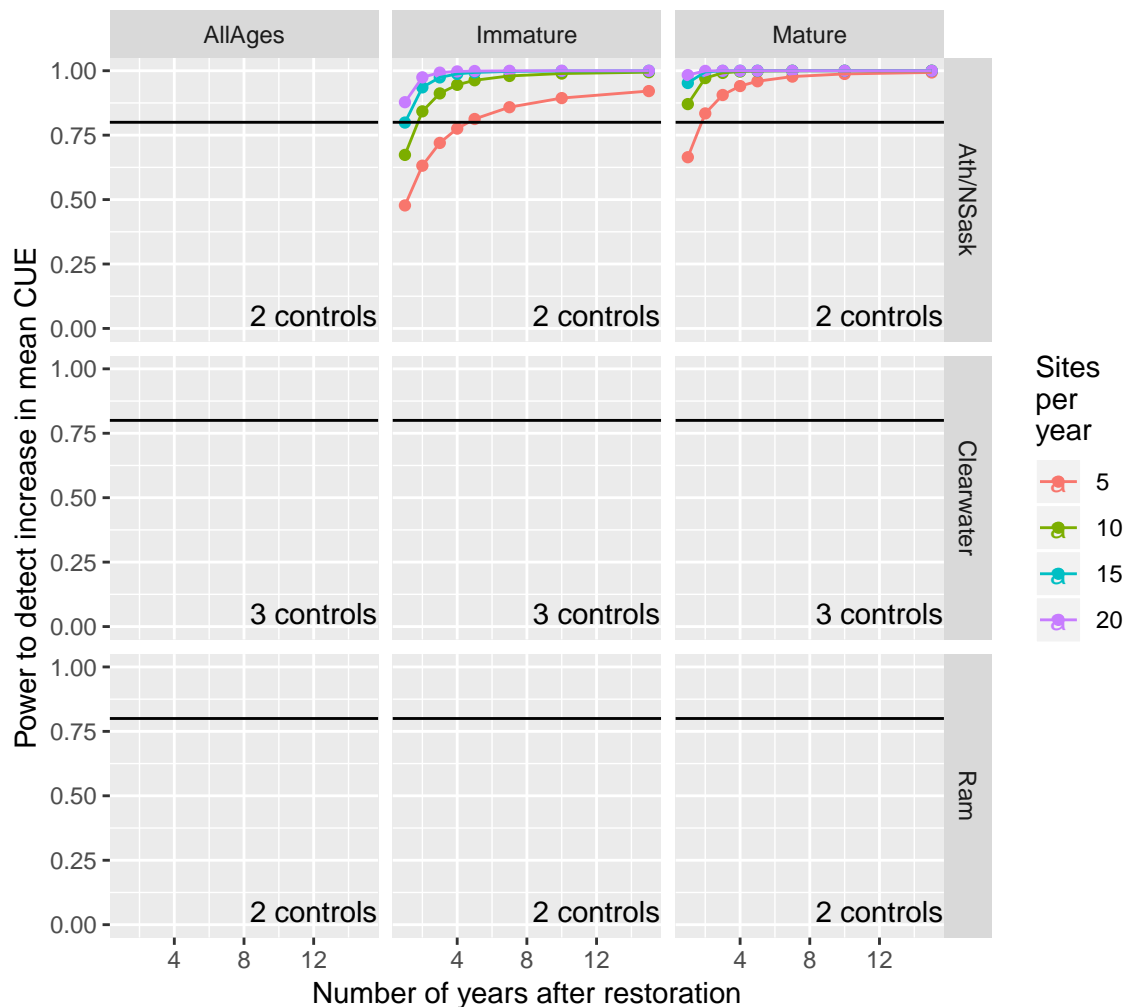 AllAges
Immature
Mature
1.00
0.75
0.50
0.25
0.00
2 controls
2 controls
2 controls
Ath/NSask
1.00
0.75
0.50
0.25
0.00
3 controls
3 controls
3 controls
Clearwater
1.00
0.75
0.50
0.25
0.00
2 controls
2 controls
2 controls
Ram
4
8
12
4
8
12
4
8
12
Number of years after restoration
Power to detect increase in mean CUE
Sites
per
year
a 5
a 10
a 15
a 20